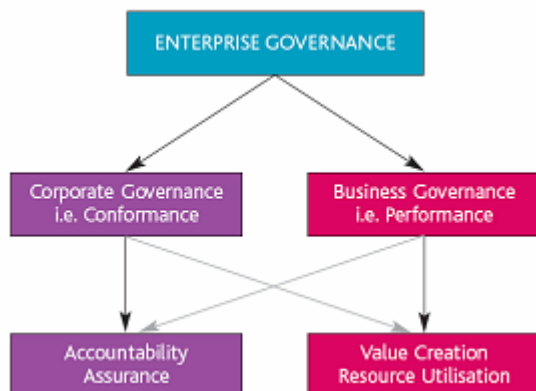 ENTERPRISE GOVERNANCE
Corporate Governance
i.e. Conformance
Business Governance
i.e. Performance
Accountability
Assurance
Value Creation
Resource Utilisation